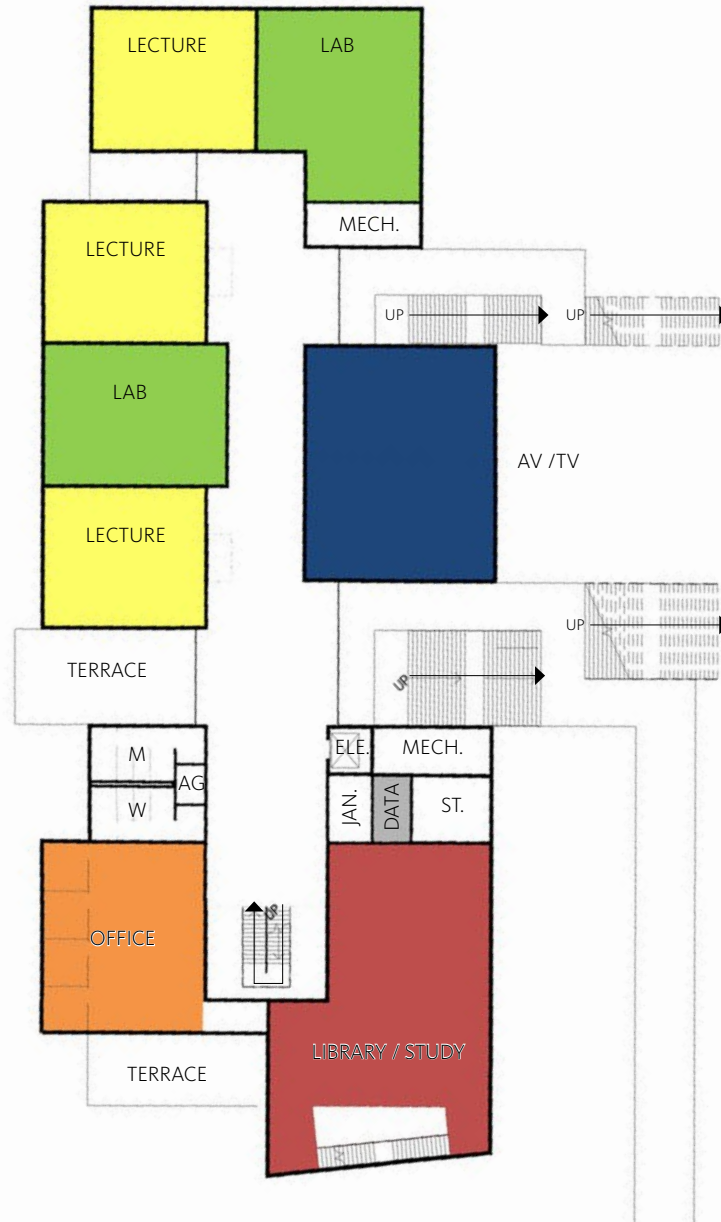 LECTURE
LAB
MECH.
LECTURE
UP
UP
LAB
AV /TV
LECTURE
UP
TERRACE
UP
M
ELE.
MECH.
AG
W
JAN.
DATA
ST.
UP
OFFICE
LIBRARY / STUDY
TERRACE